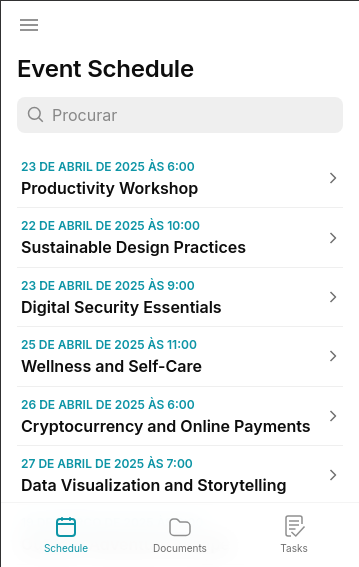 Event Schedule
Procurar
23 DE ABRIL DE 2025 ÀS 6:00
Productivity Workshop
22 DE ABRIL DE 2025 ÀS 10:00
Sustainable Design Practices
23 DE ABRIL DE 2025 ÀS 9:00
Digital Security Essentials
25 DE ABRIL DE 2025 ÀS 11:00
Wellness and Self-Care
26 DE ABRIL DE 2025 ÀS 6:00
Cryptocurrency and Online Payments
27 DE ABRIL DE 2025 ÀS 7:00
Data Visualization and Storytelling
Schedule
Documents
Tasks